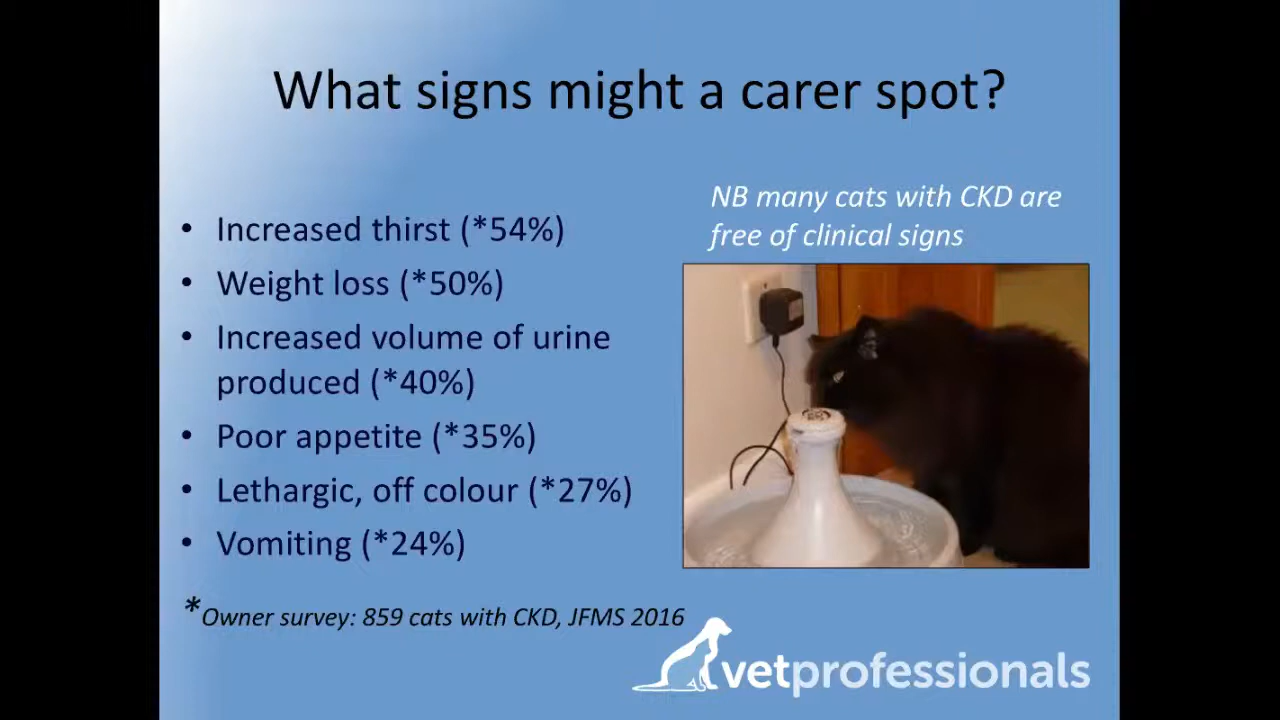 What signs might a carer spot?
NB many cats with CKD are
free of clinical signs
• Increased thirst (*54%)
• Weight loss (*50%)
• Increased volume of urine
produced (*40%)
• Poor appetite (*35%)
• Lethargic, off colour (*27%)
• Vomiting (*24%)
*Owner survey: 859 cats with CKD, JFMS 2016
vetprofessionals